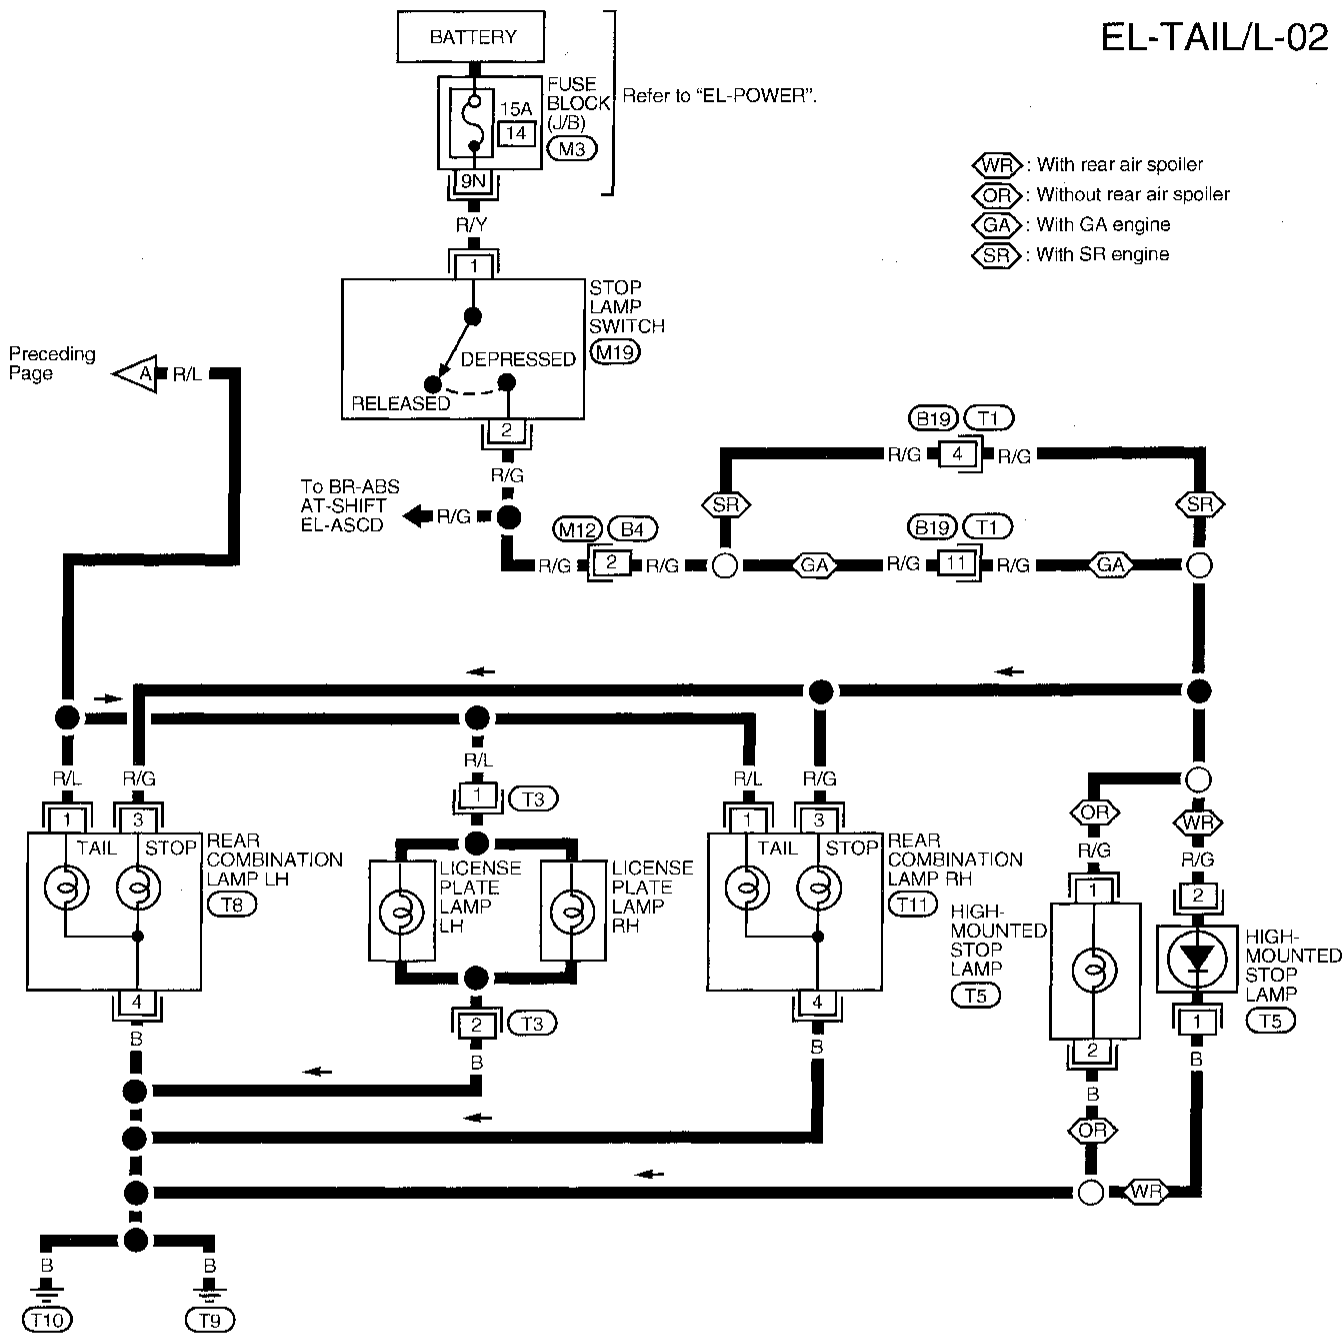 EL-TAIL/L-02
BATTERY
FUSE
BLOCK
(J/B)
M3
15A
14
Refer to “EL-POWER”.
9N
R/Y
WR : With rear air spoiler
OR : Without rear air spoiler
GA : With GA engine
SR : With SR engine
1
STOP
LAMP
SWITCH
M19
DEPRESSED
RELEASED
2
R/G
Preceding
Page
A R/L
To BR-ABS
AT-SHIFT
EL-ASCD
R/G
M12 B4
R/G 2 R/G
B19 T1
R/G 4 R/G
SR SR
B19 T1
GA R/G 11 R/G GA
R/L R/G R/L R/L R/G
1 3
TAIL STOP
REAR
COMBINATION
LAMP LH
T8
4
B
1 T3
LICENSE
PLATE
LAMP
LH
LICENSE
PLATE
LAMP
RH
2 T3
B
1 3
TAIL STOP
REAR
COMBINATION
LAMP RH
T11
4
B
OR
R/G
1
HIGH-
MOUNTED
STOP
LAMP
T5
2
B
OR
WR
R/G
2
HIGH-
MOUNTED
STOP
LAMP
T5
1
B
WR
B B
T10 T9